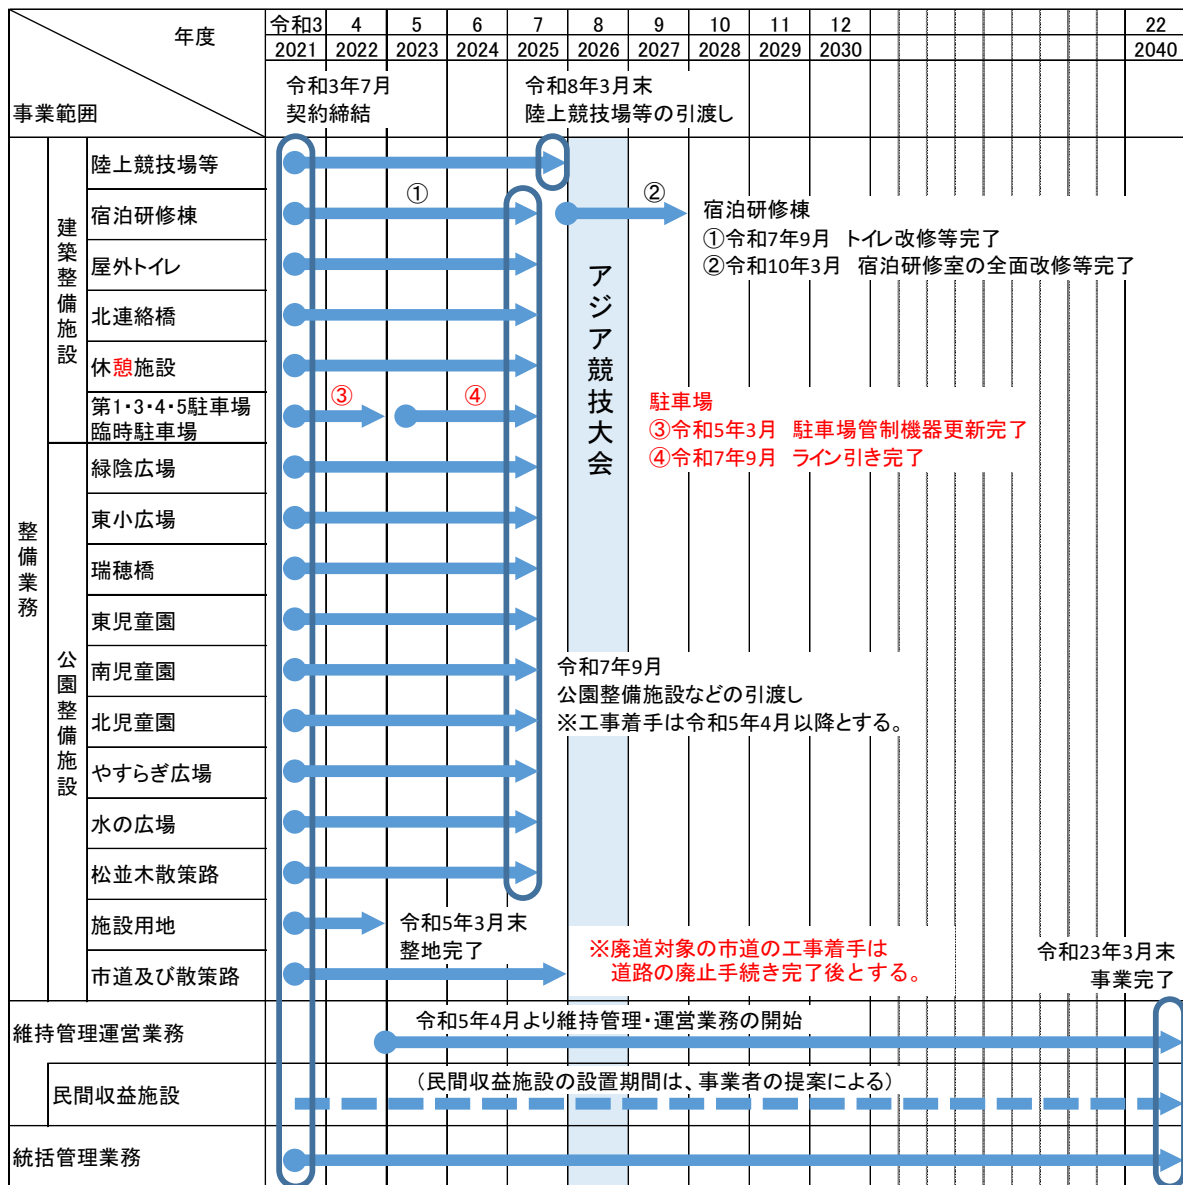 年度
事業範囲
令和3 4 5 6 7 8 9 10 11 12 22
2021 2022 2023 2024 2025 2026 2027 2028 2029 2030 2040
令和3年7月
契約締結
令和8年3月末
陸上競技場等の引渡し
整備業務
建築整備施設
陸上競技場等
宿泊研修棟
①
②
宿泊研修棟
①令和7年9月 トイレ改修等完了
②令和10年3月 宿泊研修室の全面改修等完了
屋外トイレ
北連絡橋
休憩施設
第1・3・4・5駐車場
臨時駐車場
③
④
駐車場
③令和5年3月 駐車場管制機器更新完了
④令和7年9月 ライン引き完了
アジア競技大会
公園整備施設
緑陰広場
東小広場
瑞穂橋
東児童園
南児童園
北児童園
やすらぎ広場
水の広場
松並木散策路
令和7年9月
公園整備施設などの引渡し
※工事着手は令和5年4月以降とする。
施設用地
令和5年3月末
整地完了
市道及び散策路
※廃道対象の市道の工事着手は
道路の廃止手続き完了後とする。
令和23年3月末
事業完了
維持管理運営業務
令和5年4月より維持管理・運営業務の開始
民間収益施設
(民間収益施設の設置期間は、事業者の提案による)
統括管理業務